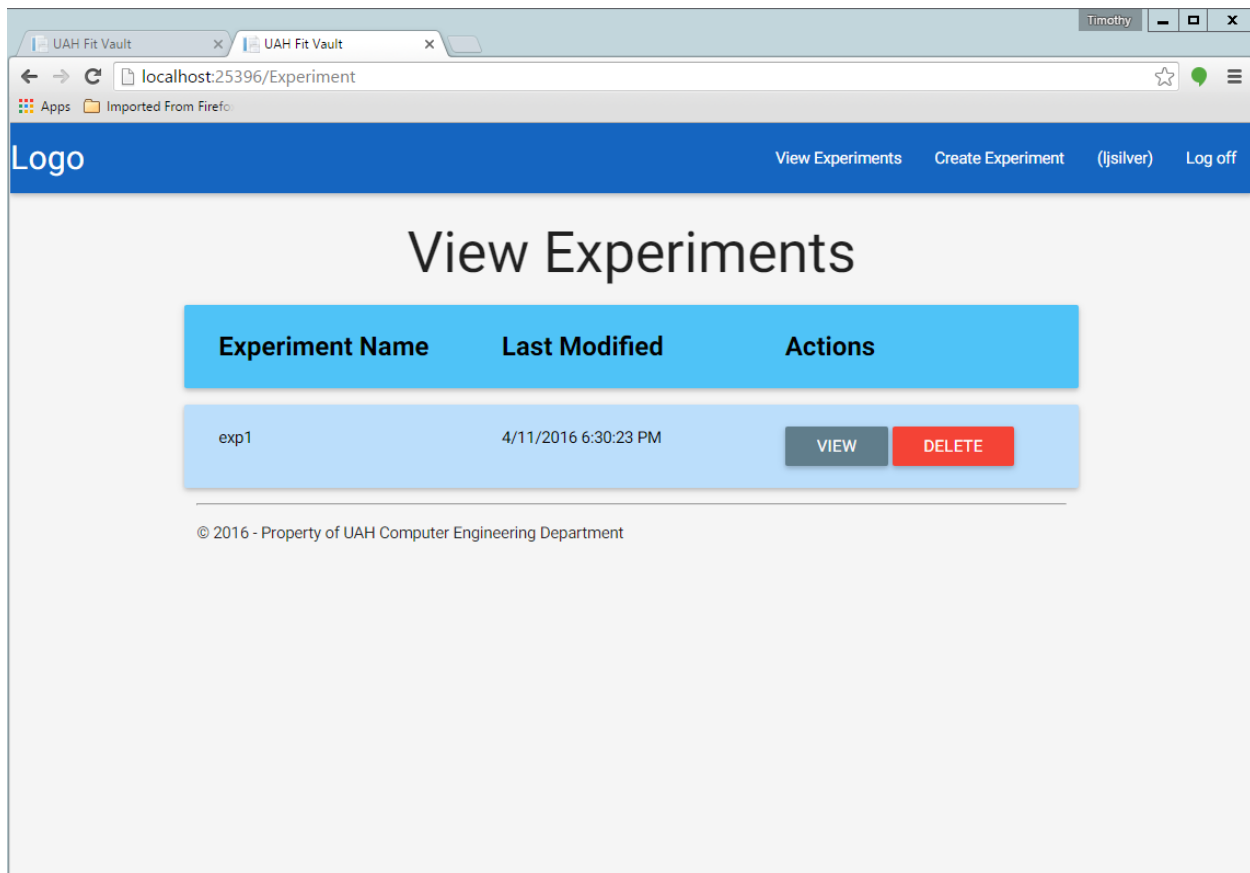 Timothy
UAH Fit Vault UAH Fit Vault
localhost:25396/Experiment
Apps Imported From Firefo
Logo View Experiments Create Experiment (ljsilver) Log off
View Experiments
Experiment Name Last Modified Actions
exp1 4/11/2016 6:30:23 PM VIEW DELETE
© 2016 - Property of UAH Computer Engineering Department